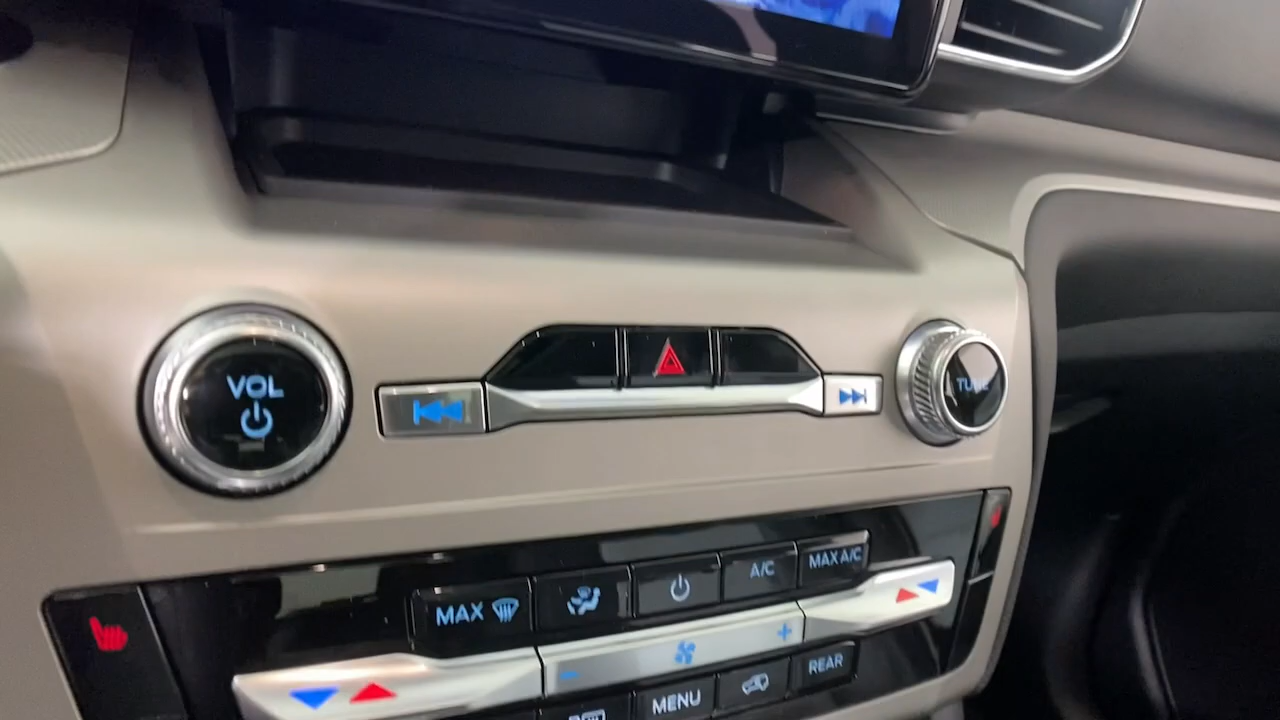 VOL
TUNE
MAX
A/C
MAX A/C
MENU
REAR